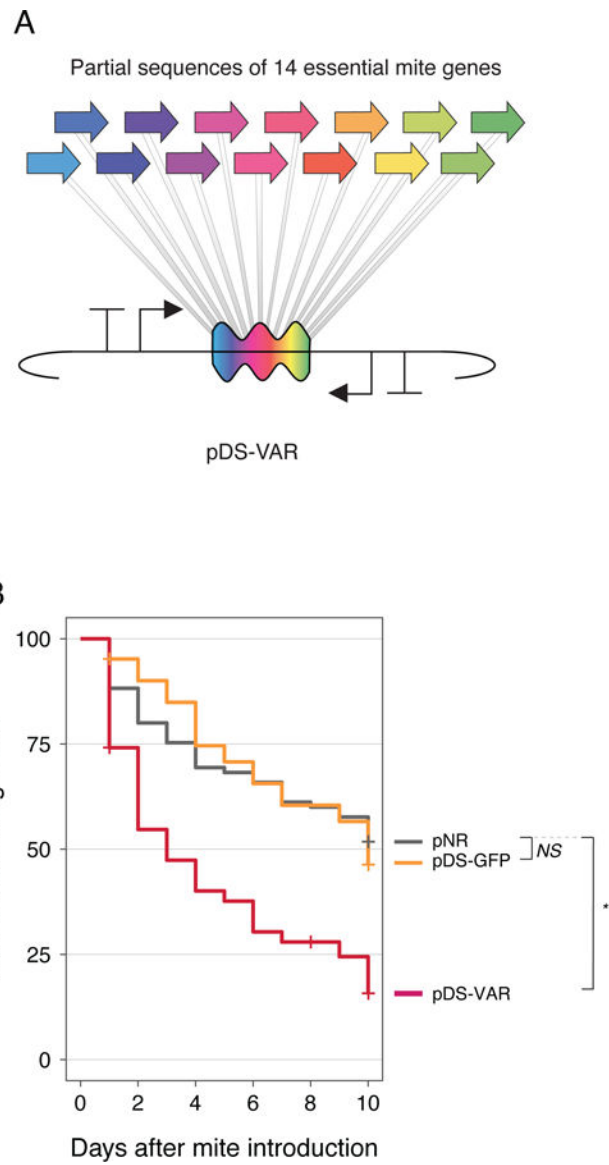 A
Partial sequences of 14 essential mite genes
pDS-VAR
B
100
75
50
25
0
pNR
pDS-GFP
NS
*
pDS-VAR
0 2 4 6 8 10
Days after mite introduction